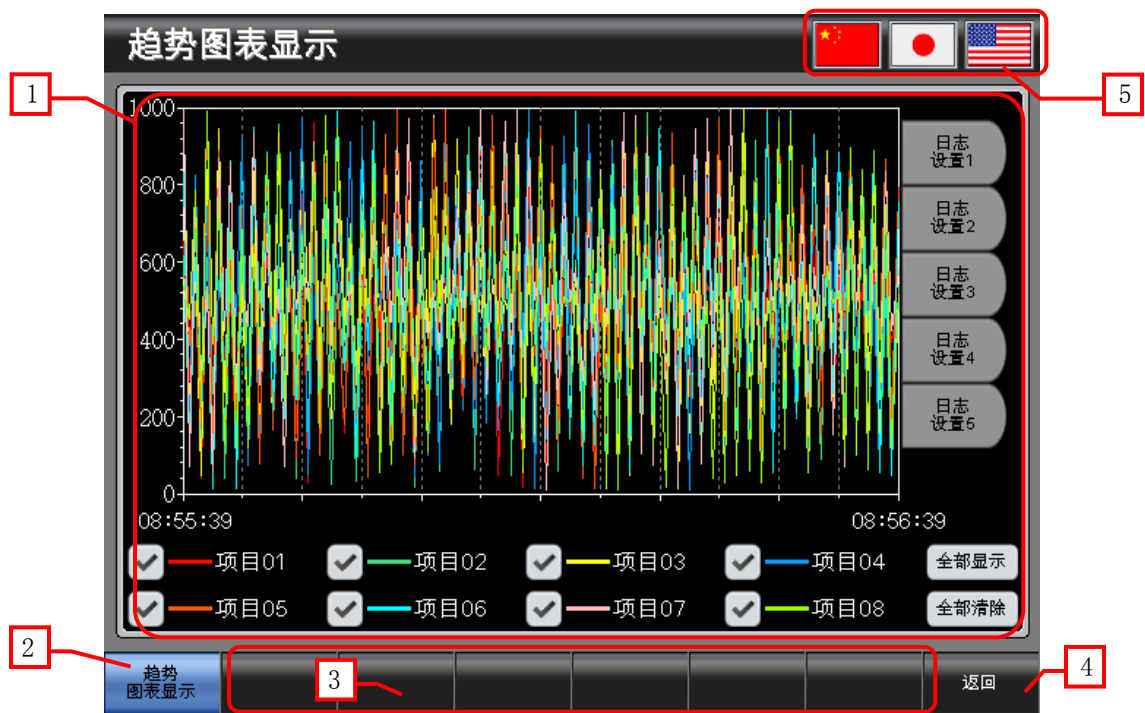 趋势图表显示
5
1
1000
800
600
400
200
0
日志
设置1
日志
设置2
日志
设置3
日志
设置4
日志
设置5
08:55:39
08:56:39
项目01
项目02
项目03
项目04
全部显示
项目05
项目06
项目07
项目08
全部清除
2
趋势
图表显示
3
返回
4